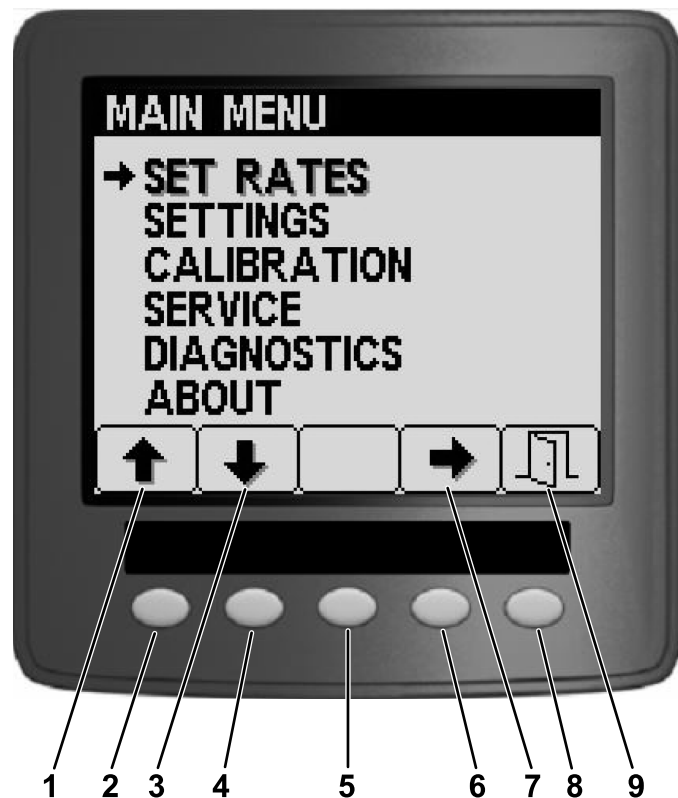 MAIN MENU
SET RATES
SETTINGS
CALIBRATION
SERVICE
DIAGNOSTICS
ABOUT
1 2 3 4 5 6 7 8 9